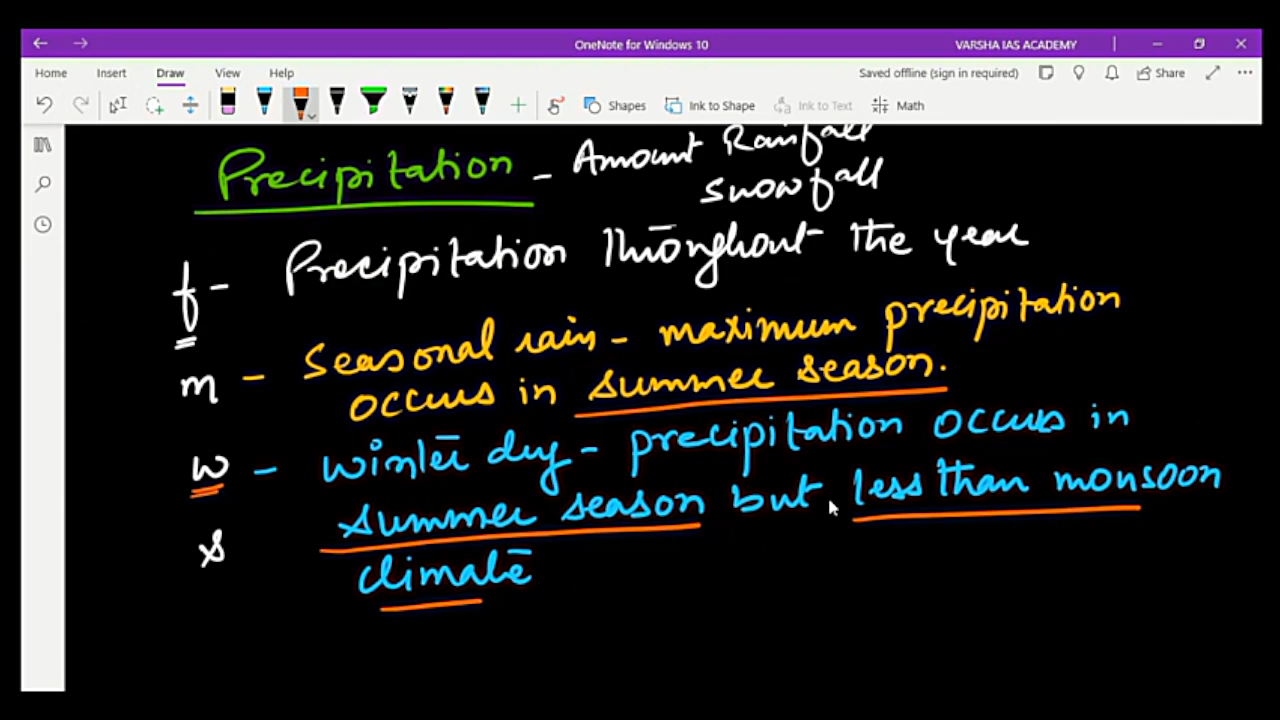 OneNote for Windows 10
VARSHA IAS ACADEMY
Home Insert Draw View Help
Saved offline (sign in required)
Share
Shapes
Ink to Shape
Ink to Text
Math
Precipitation - Amount Rainfall
Snowfall
f - Precipitation Throughout the year
m - Seasonal rain - maximum precipitation
occurs in summer season.
w - winter dry - precipitation occurs in
summer season but less than monsoon
s
climate